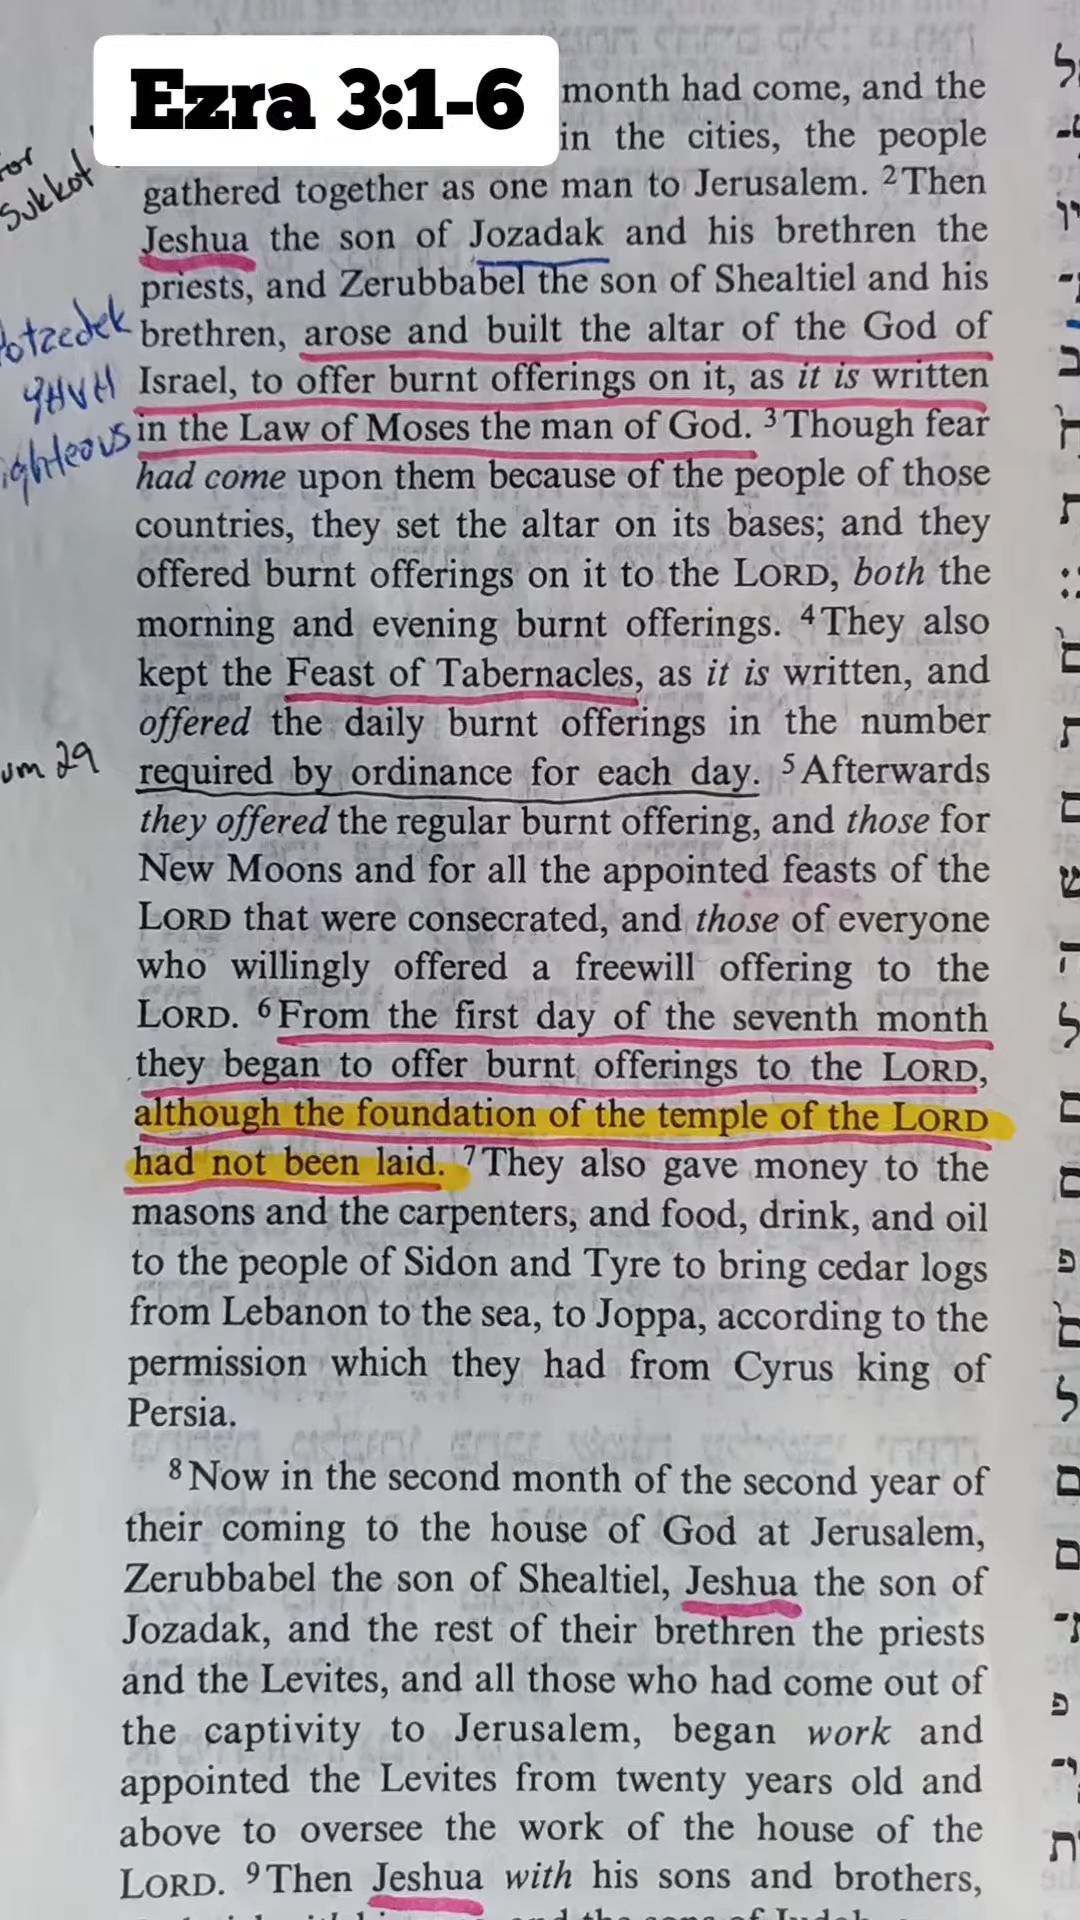 Ezra 3:1-6
month had come, and the
in the cities, the people
gathered together as one man to Jerusalem. 2 Then
Jeshua the son of Jozadak and his brethren the
priests, and Zerubbabel the son of Shealtiel and his
brethren, arose and built the altar of the God of
Israel, to offer burnt offerings on it, as it is written
in the Law of Moses the man of God. 3 Though fear
had come upon them because of the people of those
countries, they set the altar on its bases; and they
offered burnt offerings on it to the LORD, both the
morning and evening burnt offerings. 4 They also
kept the Feast of Tabernacles, as it is written, and
offered the daily burnt offerings in the number
required by ordinance for each day. 5 Afterwards
they offered the regular burnt offering, and those for
New Moons and for all the appointed feasts of the
LORD that were consecrated, and those of everyone
who willingly offered a freewill offering to the
LORD. 6 From the first day of the seventh month
they began to offer burnt offerings to the LORD,
although the foundation of the temple of the LORD
had not been laid. 7 They also gave money to the
masons and the carpenters, and food, drink, and oil
to the people of Sidon and Tyre to bring cedar logs
from Lebanon to the sea, to Joppa, according to the
permission which they had from Cyrus king of
Persia.
8 Now in the second month of the second year of
their coming to the house of God at Jerusalem,
Zerubbabel the son of Shealtiel, Jeshua the son of
Jozadak, and the rest of their brethren the priests
and the Levites, and all those who had come out of
the captivity to Jerusalem, began work and
appointed the Levites from twenty years old and
above to oversee the work of the house of the
LORD. 9 Then Jeshua with his sons and brothers,
Sukkot
otzedek
YHVH
ighteous
um 29